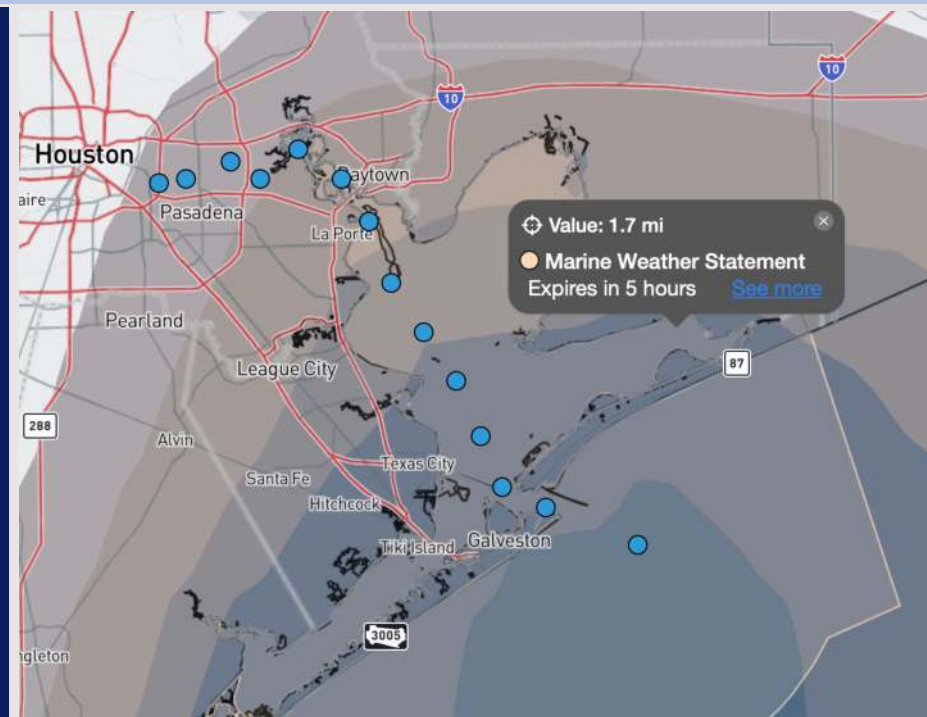 10
10
Houston
Baytown
aire
Pasadena
La Porte
Value: 1.7 mi
Marine Weather Statement
Expires in 5 hours See more
Pearland
League City
87
288
Alvin
Texas City
Santa Fe
Hitchcock
Tiki Island
Galveston
3005
ngleton